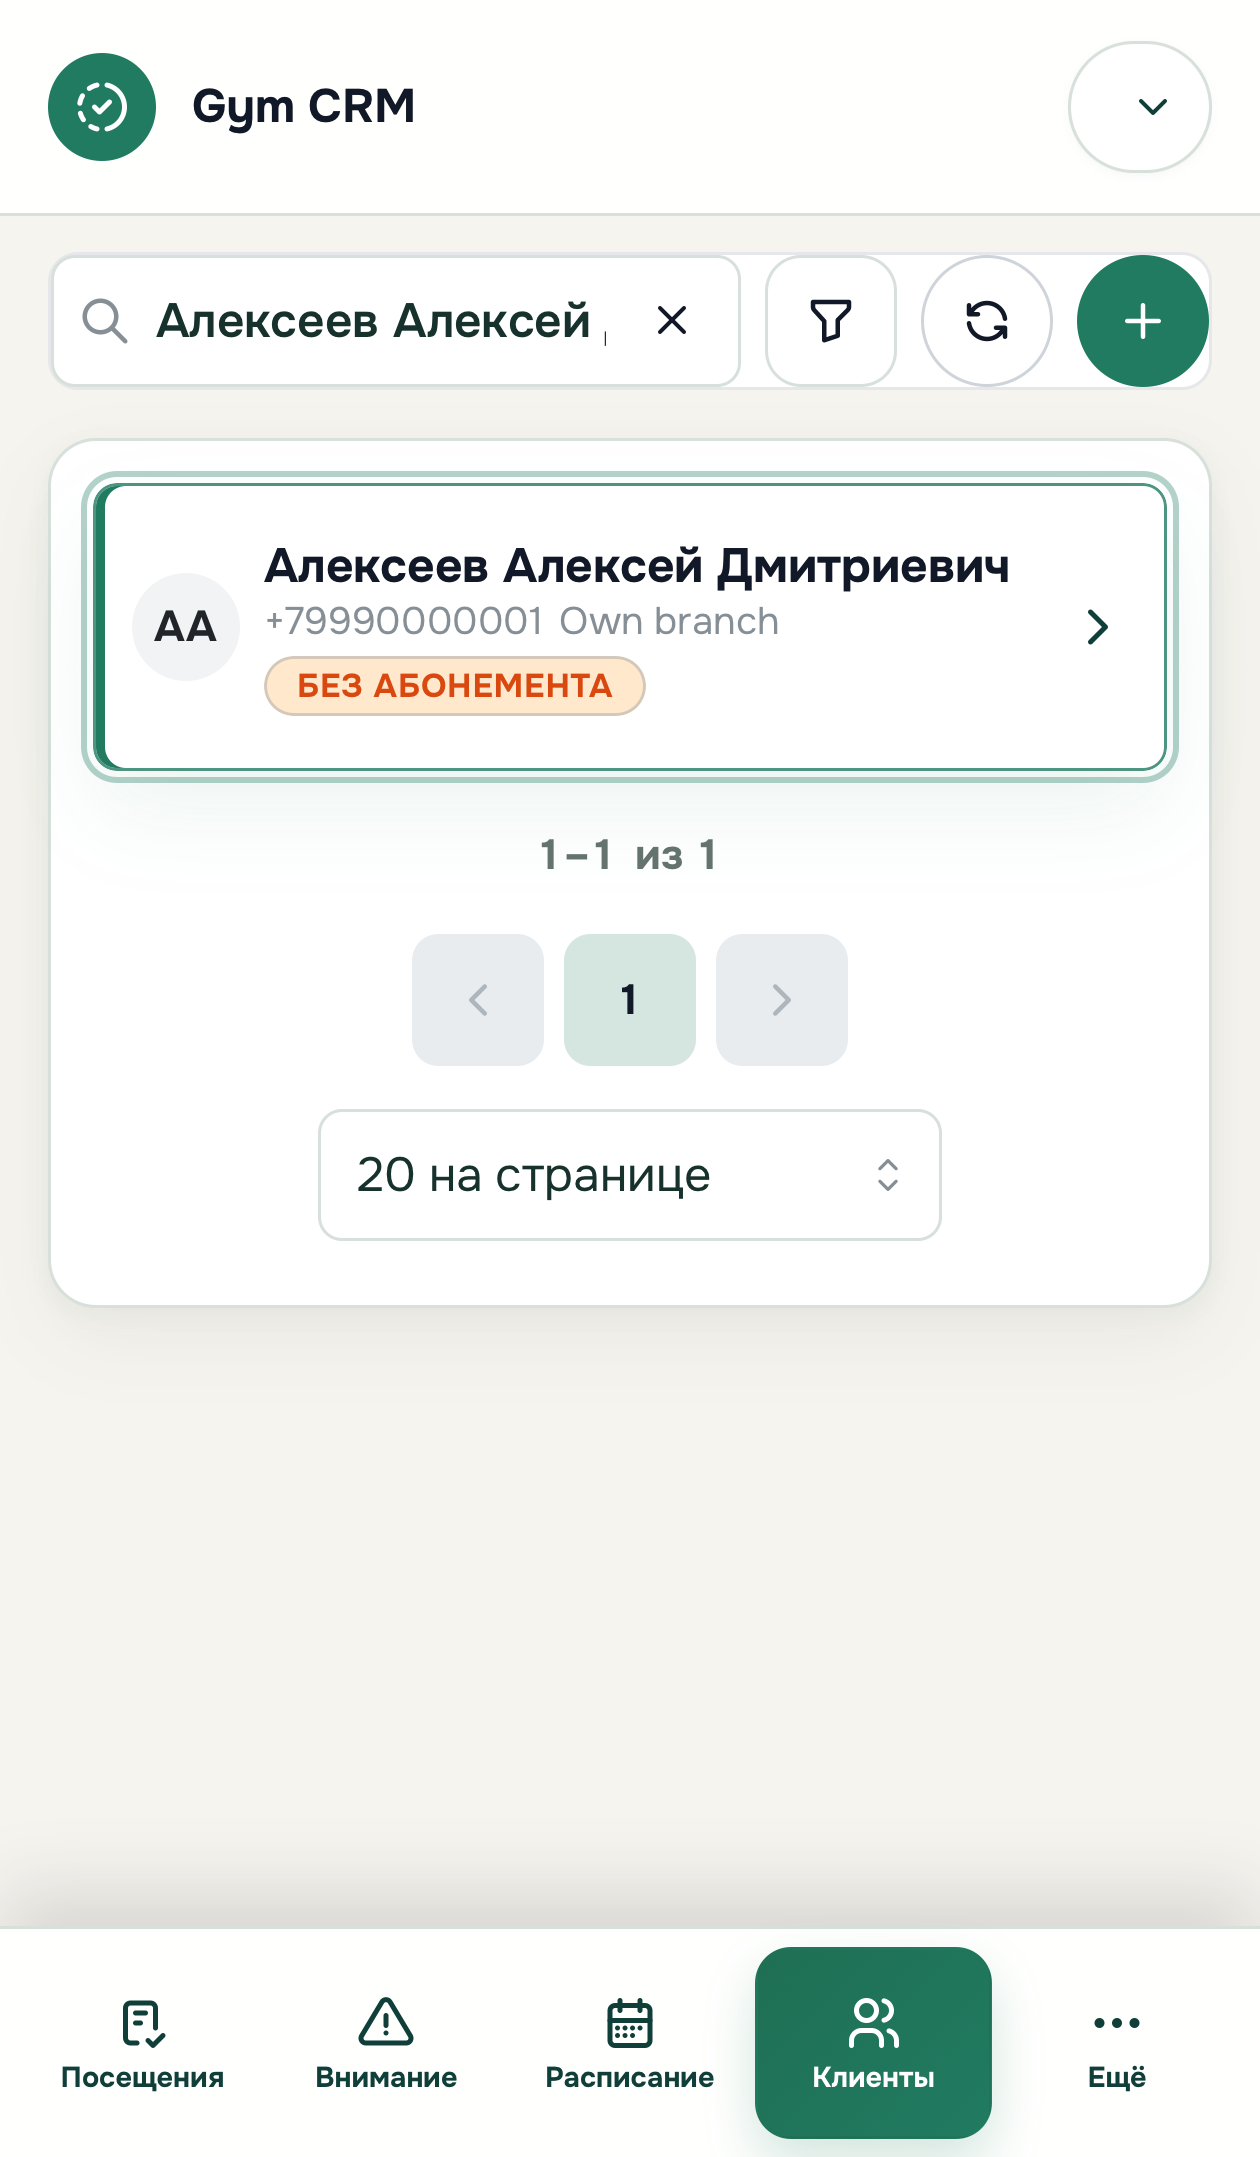 Gym CRM
Алексеев Алексей
АА
Алексеев Алексей Дмитриевич
+79990000001 Own branch
БЕЗ АБОНЕМЕНТА
1–1 из 1
1
20 на странице
Посещения
Внимание
Расписание
Клиенты
Ещё